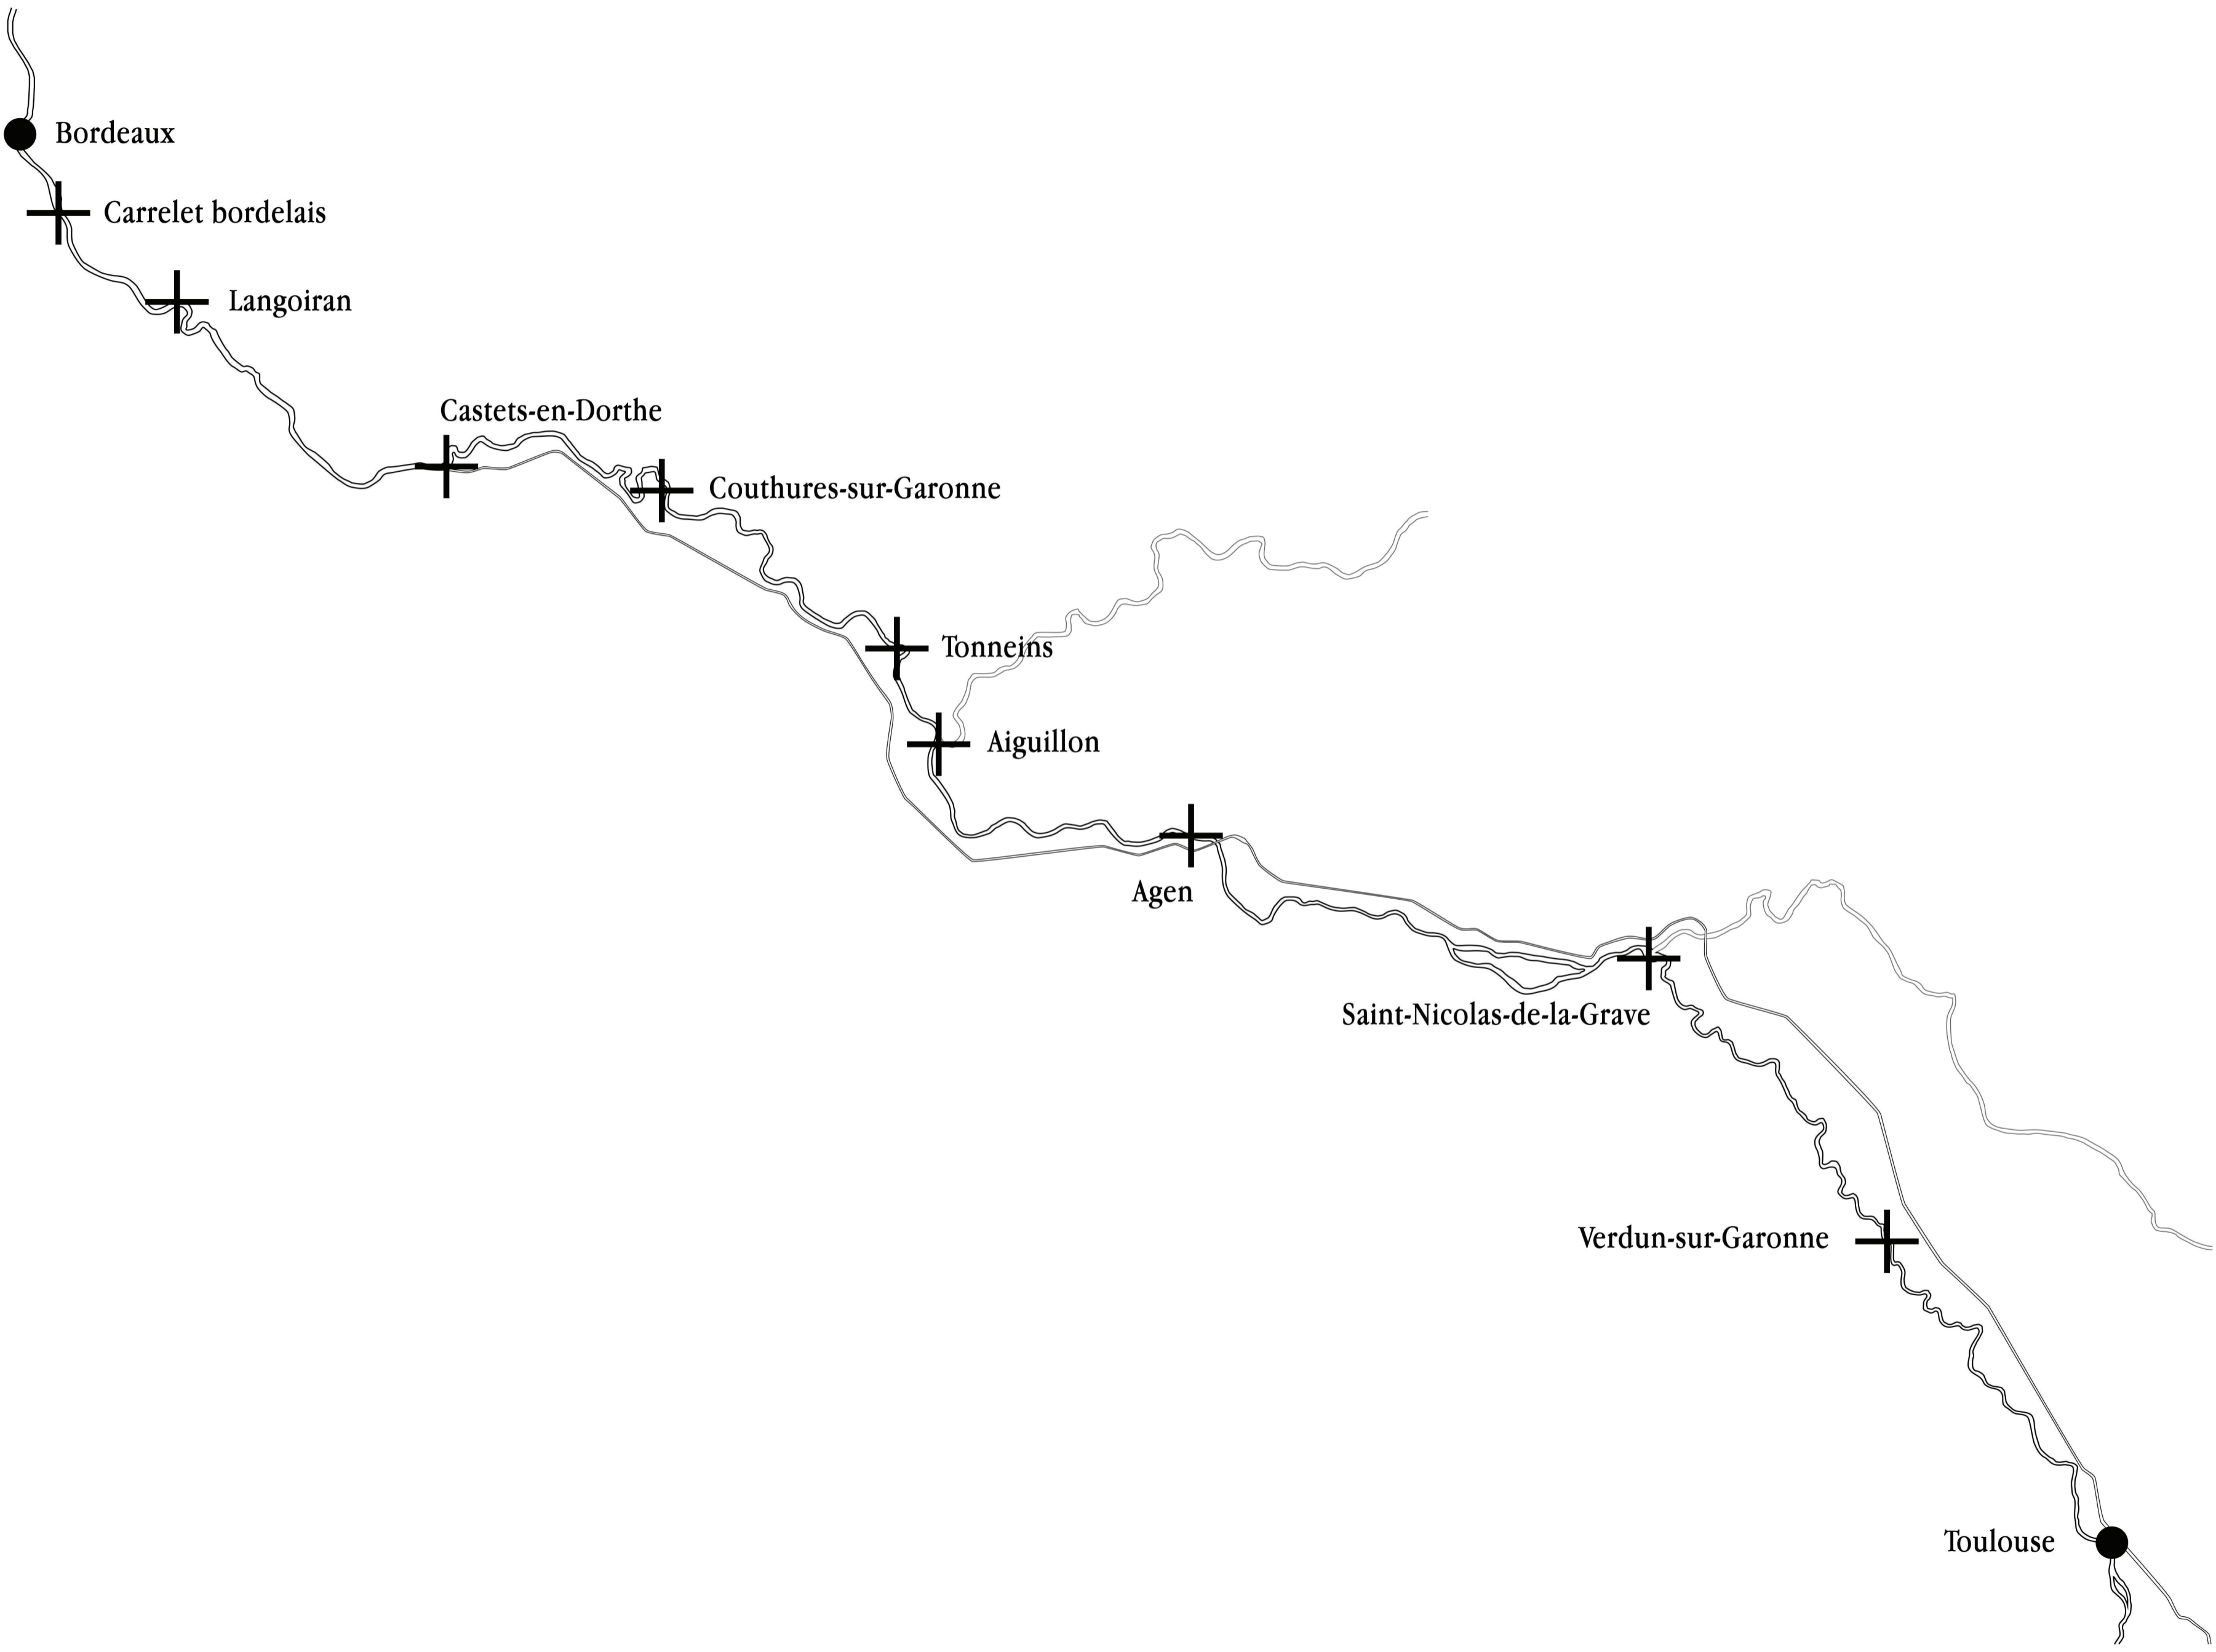 Bordeaux
Carrelet bordelais
Langoiran
Castets-en-Dorthe
Couthures-sur-Garonne
Tonneins
Aiguillon
Agen
Saint-Nicolas-de-la-Grave
Verdun-sur-Garonne
Toulouse